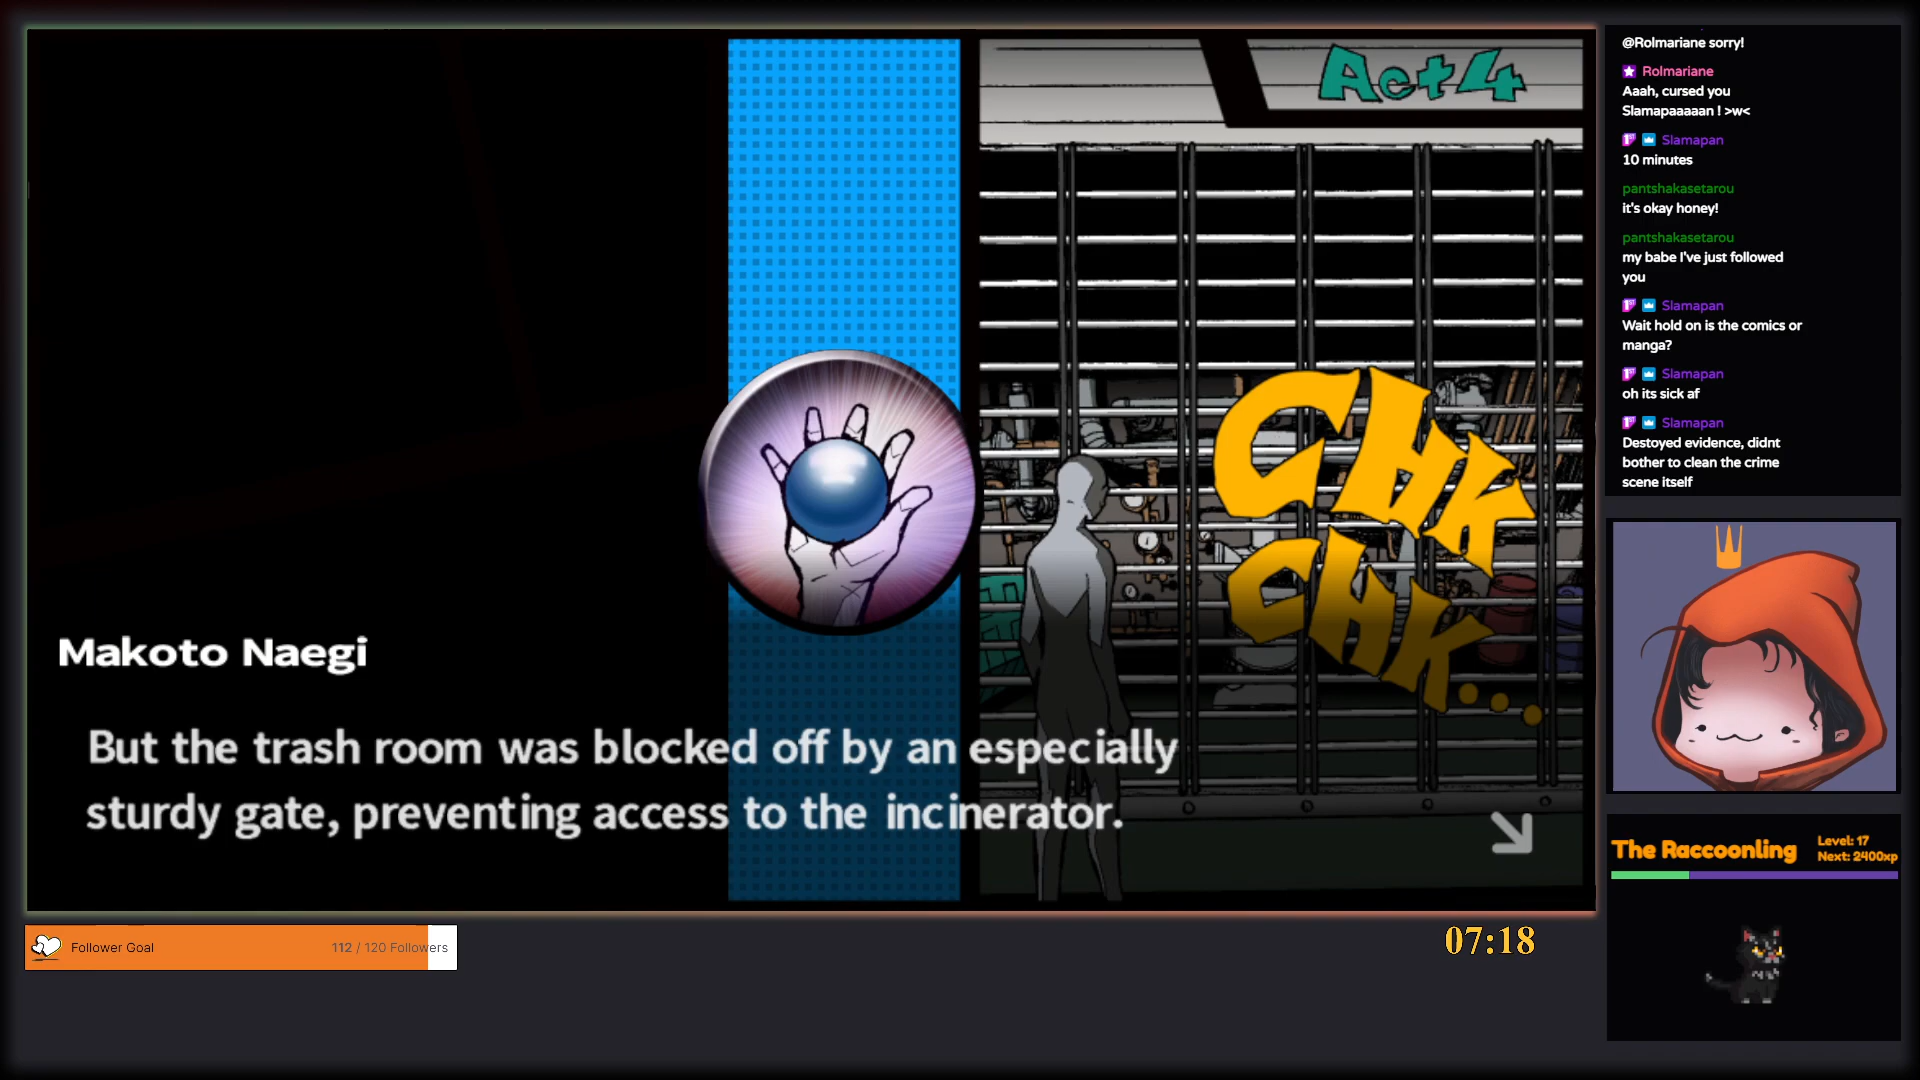 Act4
CHK
CHK...
Makoto Naegi
But the trash room was blocked off by an especially
sturdy gate, preventing access to the incinerator.
@Rolmariane sorry!
Rolmariane
Aaah, cursed you
Slamapaaaaan ! >w<
Slamapan
10 minutes
pantshakasetarou
it's okay honey!
pantshakasetarou
my babe I've just followed
you
Slamapan
Wait hold on is the comics or
manga?
Slamapan
oh its sick af
Slamapan
Destoyed evidence, didnt
bother to clean the crime
scene itself
The Raccoonling
Level: 17
Next: 2400xp
Follower Goal
112 / 120 Followers
07:18